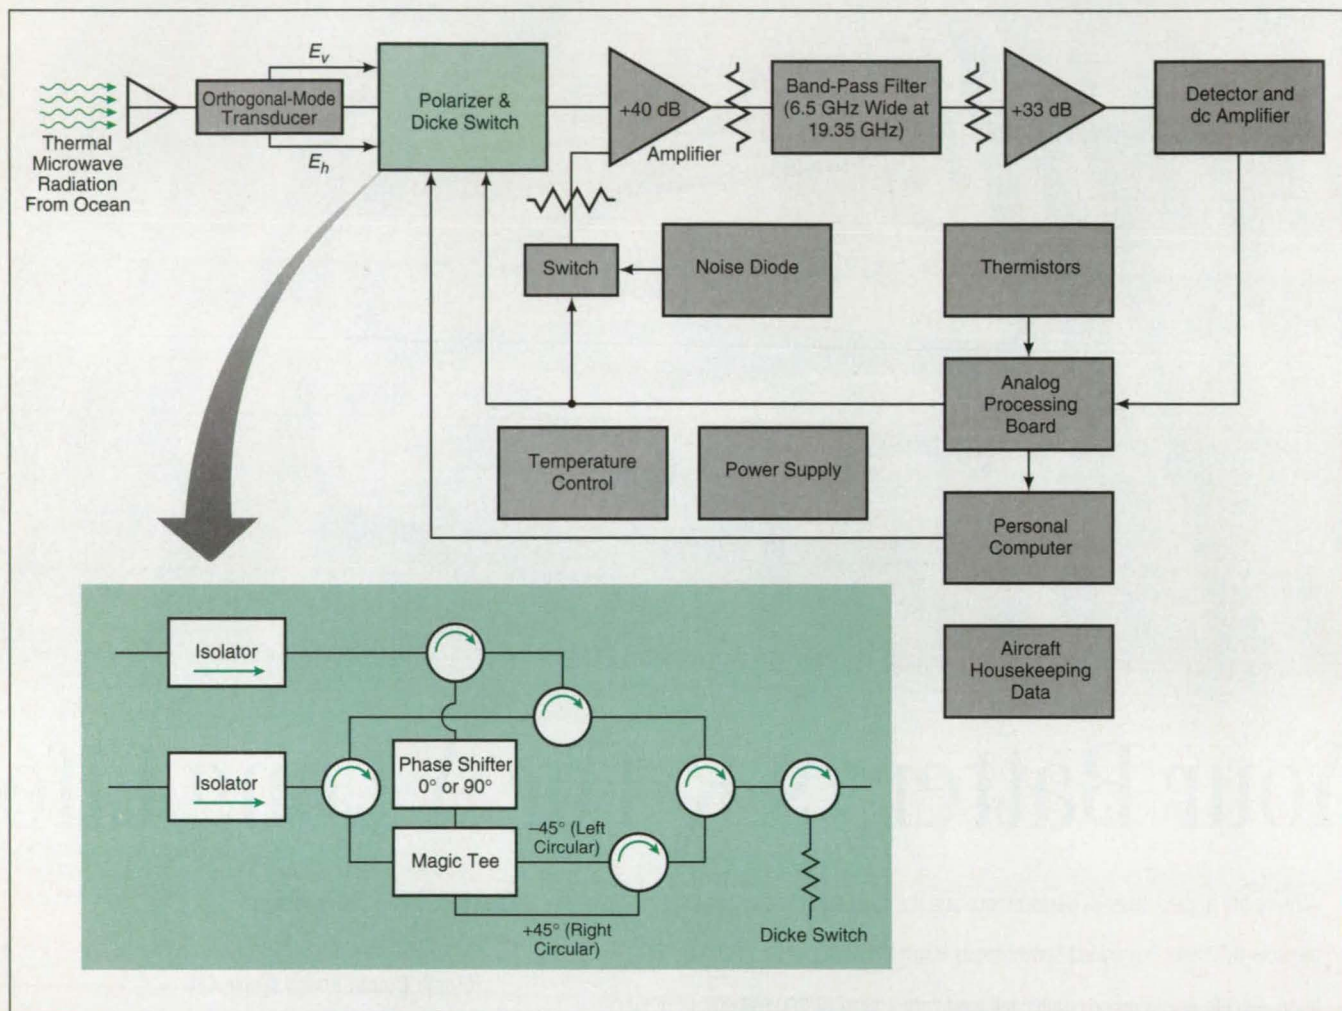 E_v
Orthogonal-Mode
Transducer
E_h
Thermal
Microwave
Radiation
From Ocean
Polarizer &
Dicke Switch
+40 dB
Amplifier
Band-Pass Filter
(6.5 GHz Wide at
19.35 GHz)
+33 dB
Detector and
dc Amplifier
Switch
Noise Diode
Thermistors
Analog
Processing
Board
Temperature
Control
Power Supply
Personal
Computer
Aircraft
Housekeeping
Data
Isolator
Isolator
Phase Shifter
0° or 90°
Magic Tee
–45° (Left
Circular)
+45° (Right
Circular)
Dicke Switch